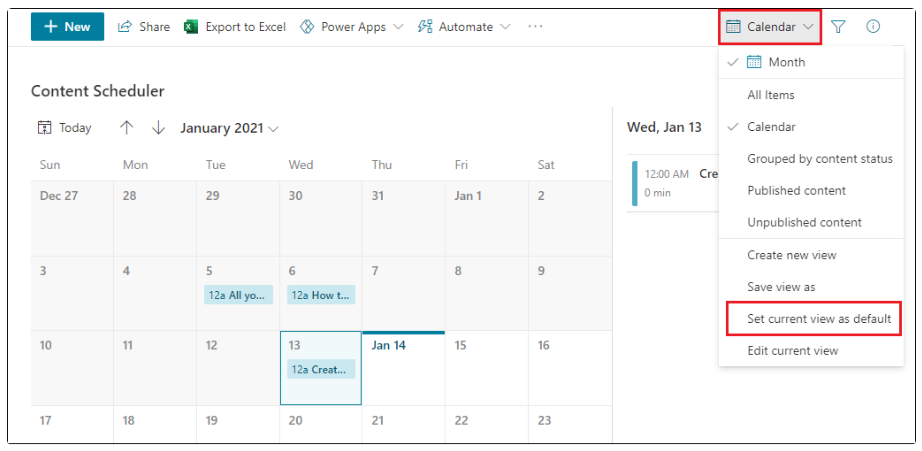 + New Share Export to Excel Power Apps Automate ... Calendar
Month
Content Scheduler
All Items
Today January 2021 Wed, Jan 13 Calendar
Sun Mon Tue Wed Thu Fri Sat
Grouped by content status
12:00 AM Cre
0 min
Published content
Dec 27 28 29 30 31 Jan 1 2
Unpublished content
Create new view
3 4 5 6 7 8 9
Save view as
12a All yo... 12a How t...
Set current view as default
10 11 12 13 Jan 14 15 16
Edit current view
12a Creat...
17 18 19 20 21 22 23